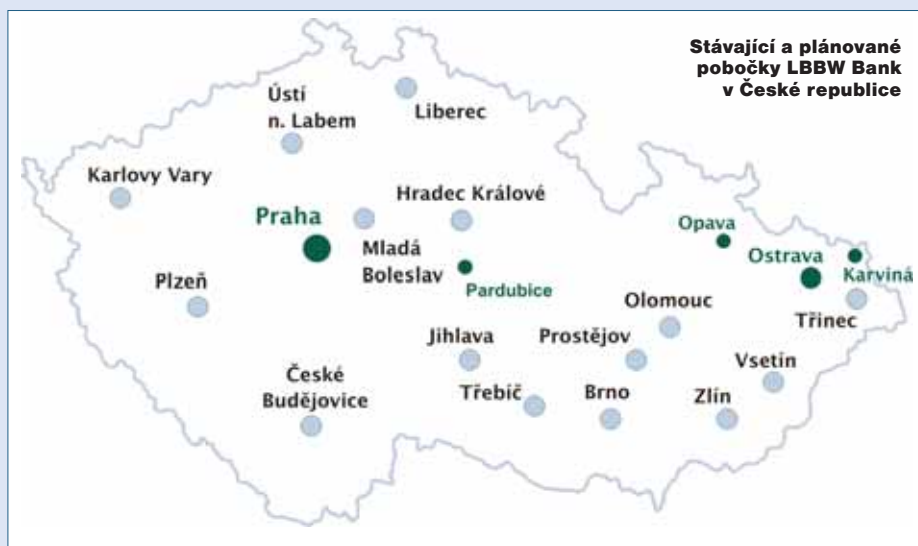 Stávající a plánované
pobočky LBBW Bank
v České republice
Ústí
n. Labem
Liberec
Karlovy Vary
Hradec Králové
Praha
Mladá
Boleslav
Opava
Ostrava
Karviná
Plzeň
Pardubice
Olomouc
Třinec
Jihlava
Prostějov
Vsetín
České
Budějovice
Třebíč
Brno
Zlín